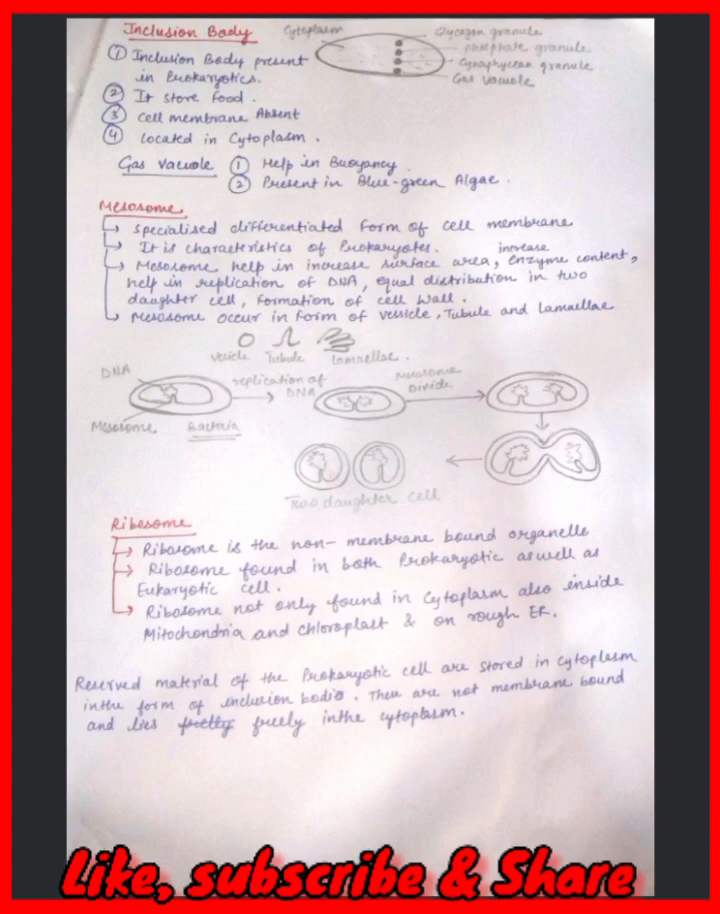 Inclusion Body
Cytoplasm
Glycogen granule
phosphate granule
Cynophycean granule
Gas vacuole
① Inclusion Body present
in Prokaryotics.
② It store food.
③ Cell membrane Absent
④ located in Cytoplasm.
Gas vacuole ① Help in Buoyancy.
② Present in Blue-green Algae.
Mesosome
↳ Specialised differentiated form of cell membrane
↳ It is characteristics of Prokaryotes.
increase
↳ Mesosome help in increase surface area, enzyme content,
help in replication of DNA, equal distribution in two
daughter cell, formation of cell wall.
↳ Mesosome occur in form of vessicle, Tubule and lamaellae
vesicle Tubule lamaellae.
DNA
replication of
DNA
Mesosome
Divide
Mesosome
Bacteria
Two daughter cell
Ribosome
↳ Ribosome is the non-membrane bound organelle
↳ Ribosome found in both Prokaryotic as well as
Eukaryotic cell.
↳ Ribosome not only found in Cytoplasm also inside
Mitochondria and chloroplast & on rough ER.
Reserved material of the Prokaryotic cell are stored in cytoplasm
in the form of inclusion bodie. These are not membrane bound
and lies freely in the cytoplasm.
Like, subscribe & Share